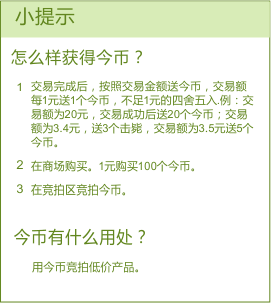 小提示
怎么样获得今币？
1 交易完成后，按照交易金额送今币，交易额
每1元送1个今币，不足1元的四舍五入.例：交
易额为20元，交易成功后送20个今币；交易
额为3.4元，送3个击毙，交易额为3.5元送5个
今币。
2 在商场购买。1元购买100个今币。
3 在竞拍区竞拍今币。
今币有什么用处？
用今币竞拍低价产品。